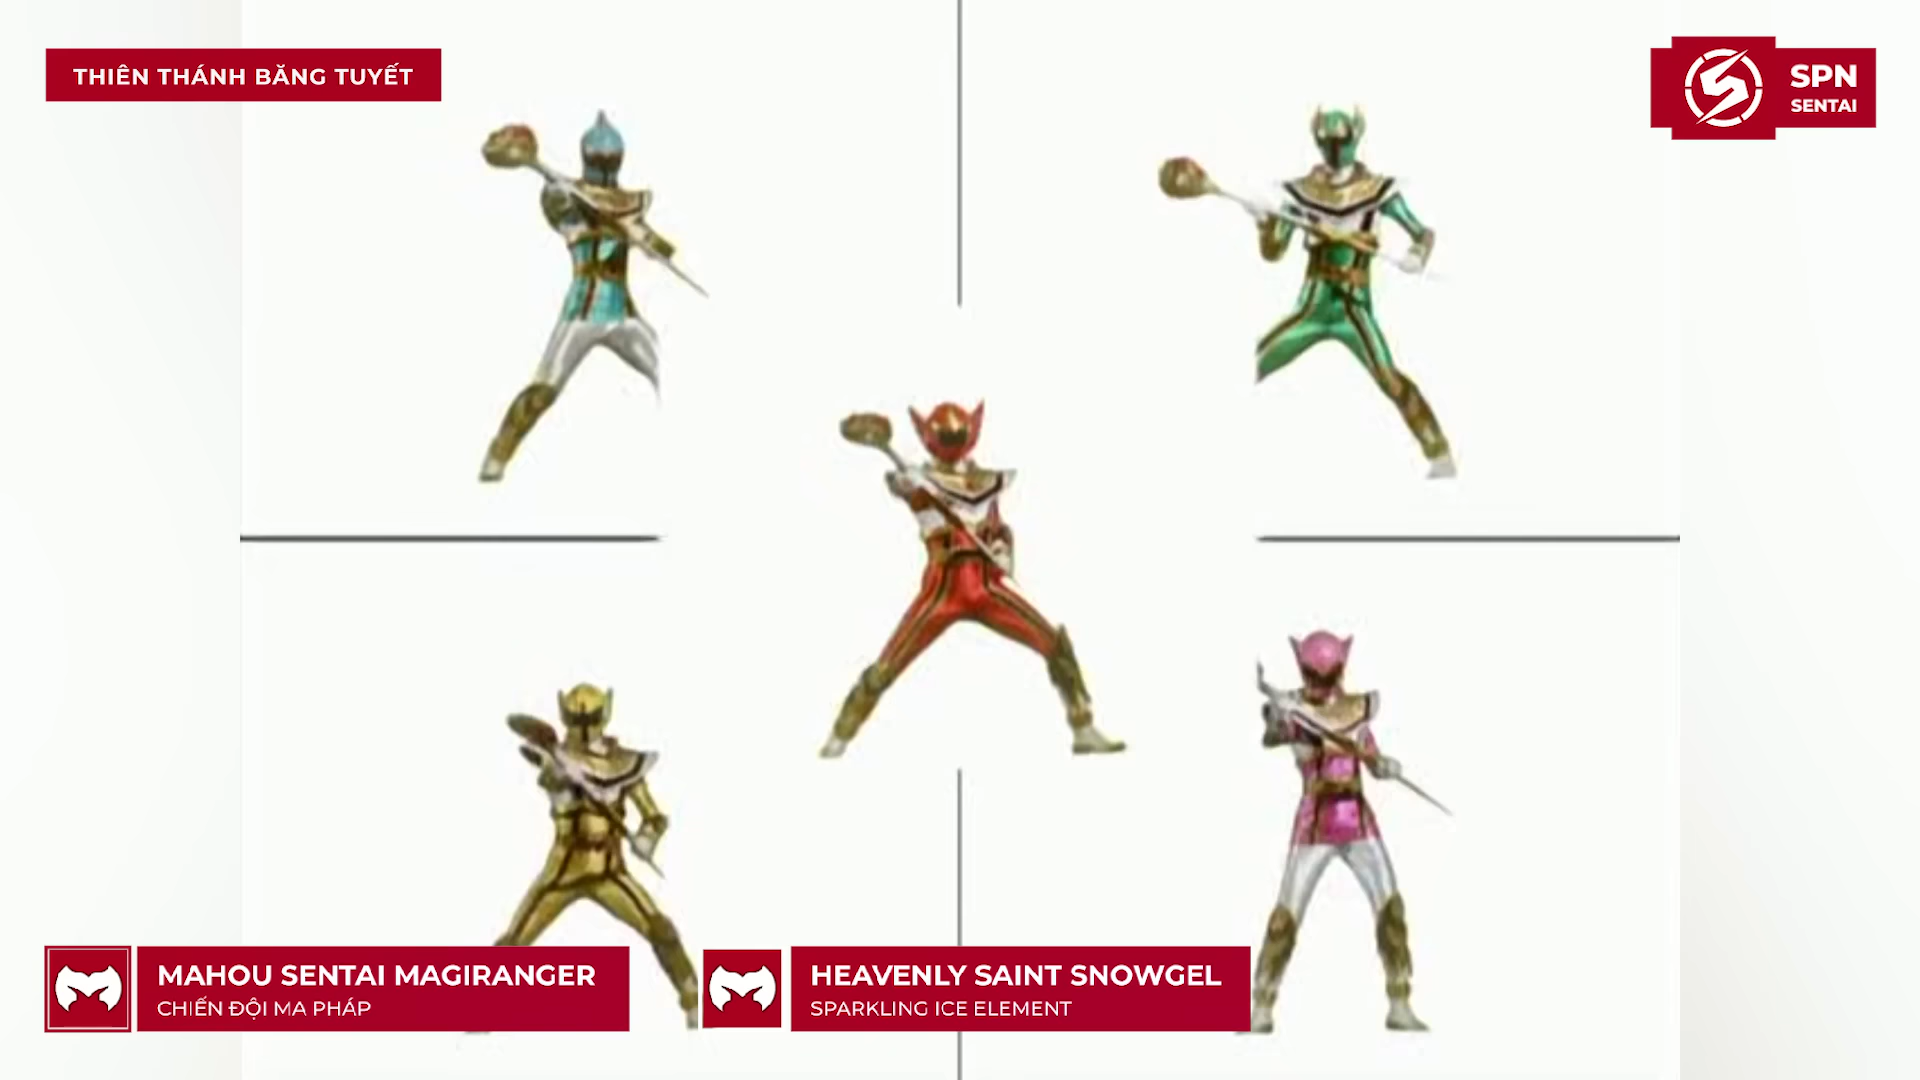 THIÊN THÁNH BĂNG TUYẾT
SPN
SENTAI
MAHOU SENTAI MAGIRANGER
CHIẾN ĐỘI MA PHÁP
HEAVENLY SAINT SNOWGEL
SPARKLING ICE ELEMENT